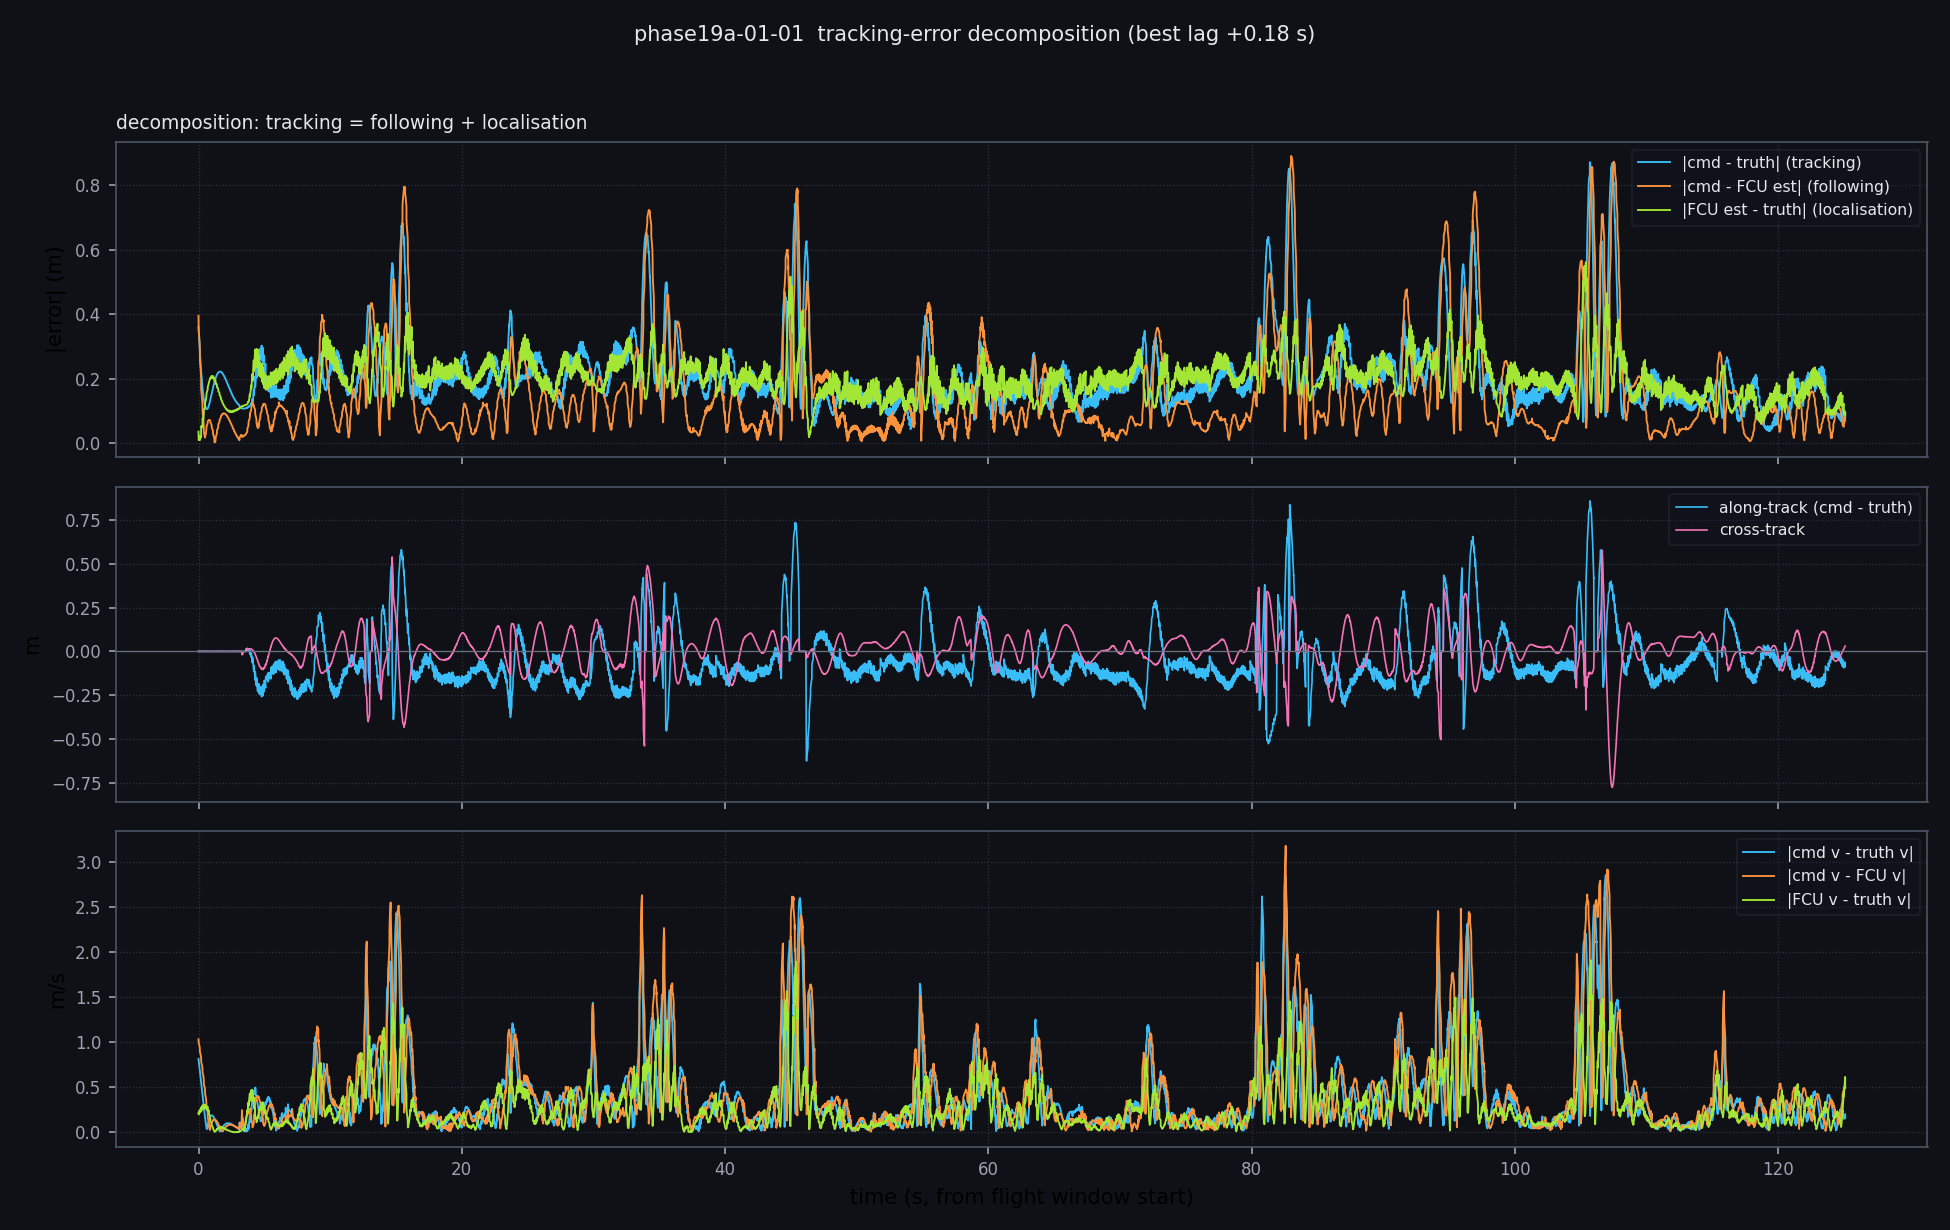 phase19a-01-01  tracking-error decomposition (best lag +0.18 s)
decomposition: tracking = following + localisation
|error| (m)
0.8
0.6
0.4
0.2
0.0
|cmd - truth| (tracking)
|cmd - FCU est| (following)
|FCU est - truth| (localisation)
m
0.75
0.50
0.25
0.00
−0.25
−0.50
−0.75
along-track (cmd - truth)
cross-track
m/s
3.0
2.5
2.0
1.5
1.0
0.5
0.0
|cmd v - truth v|
|cmd v - FCU v|
|FCU v - truth v|
0 20 40 60 80 100 120
time (s, from flight window start)